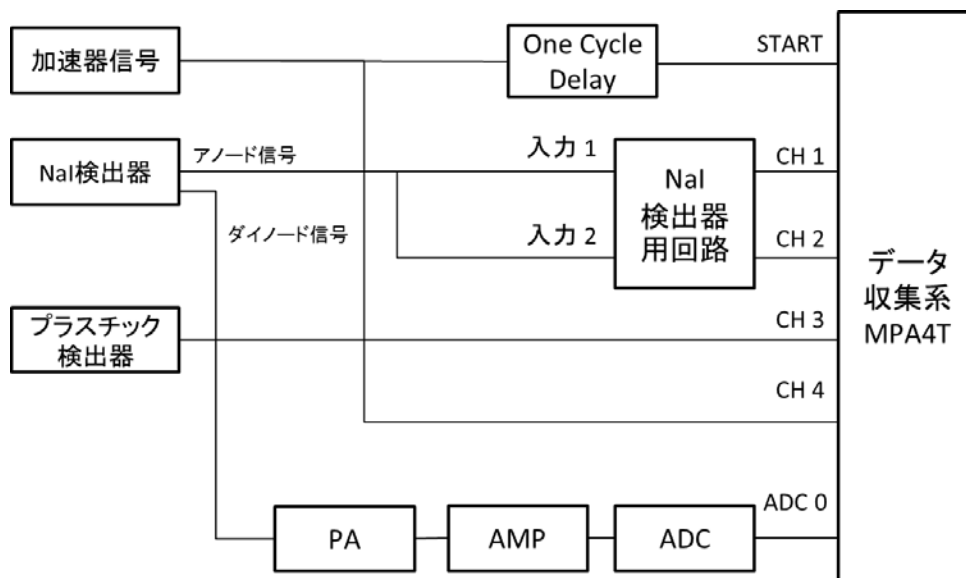 加速器信号
One Cycle
Delay
START
NaI検出器
アノード信号
ダイノード信号
入力 1
入力 2
NaI
検出器
用回路
CH 1
CH 2
データ
収集系
MPA4T
プラスチック
検出器
CH 3
CH 4
PA
AMP
ADC
ADC 0